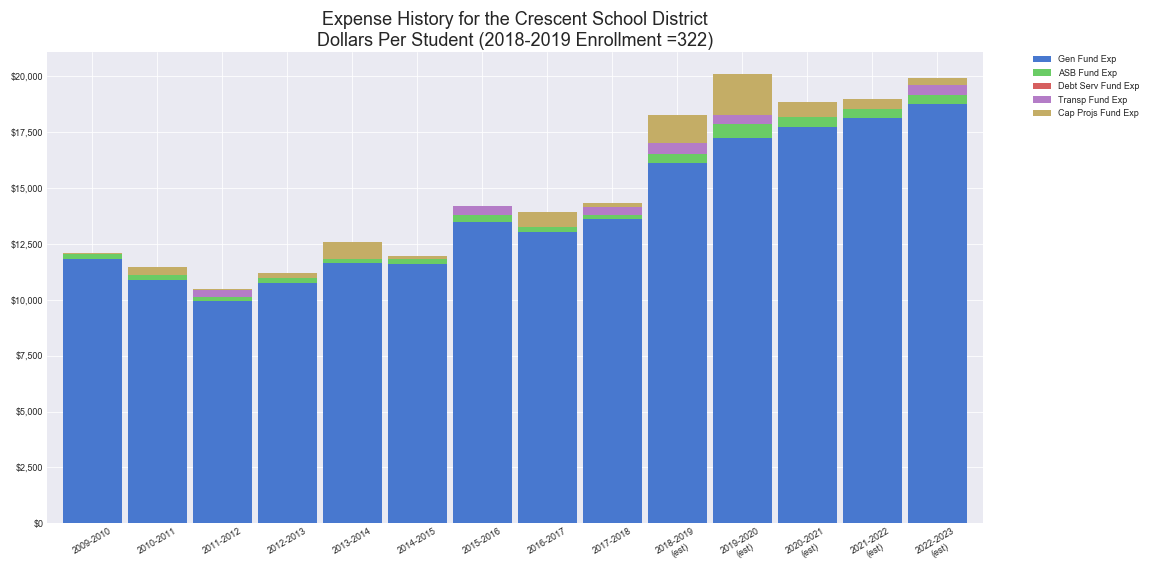 Expense History for the Crescent School District
Dollars Per Student (2018-2019 Enrollment =322)
Gen Fund Exp
ASB Fund Exp
Debt Serv Fund Exp
Transp Fund Exp
Cap Projs Fund Exp
$20,000
$17,500
$15,000
$12,500
$10,000
$7,500
$5,000
$2,500
$0
2009-2010
2010-2011
2011-2012
2012-2013
2013-2014
2014-2015
2015-2016
2016-2017
2017-2018
2018-2019
(est)
2019-2020
(est)
2020-2021
(est)
2021-2022
(est)
2022-2023
(est)